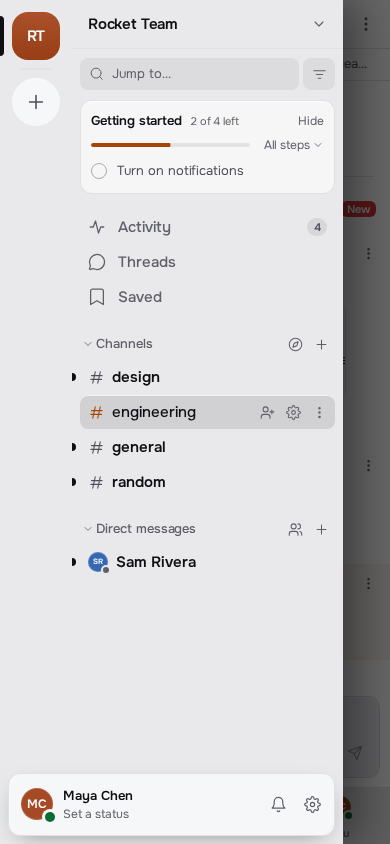 RT
Rocket Team
Jump to...
Getting started 2 of 4 left Hide
All steps
Turn on notifications
Activity 4
Threads
Saved
Channels
# design
# engineering
# general
# random
Direct messages
SR Sam Rivera
MC Maya Chen
Set a status
ea...
New